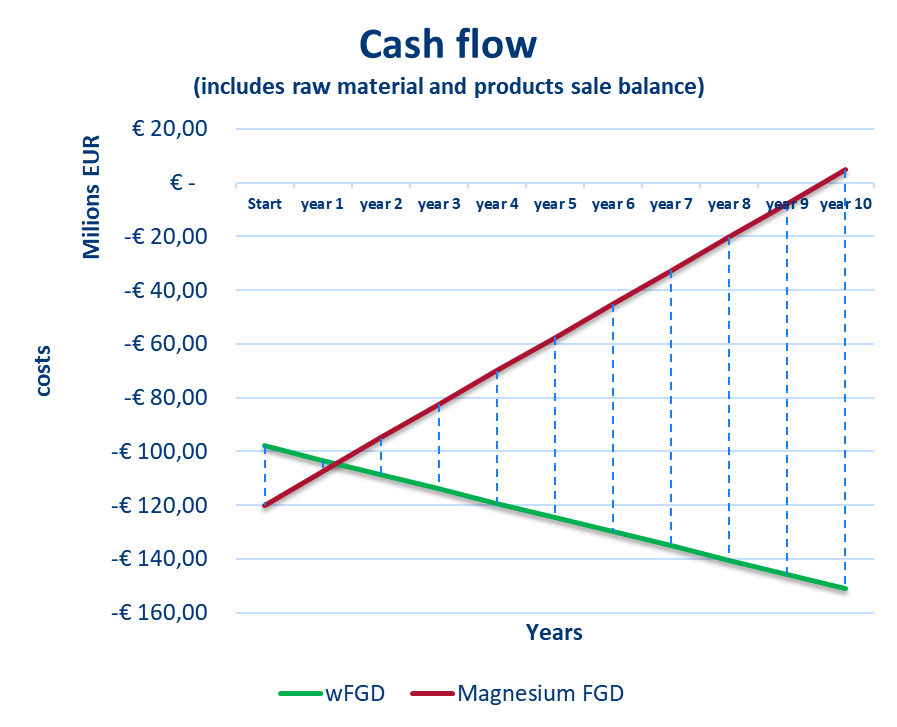 Cash flow
(includes raw material and products sale balance)
Milions EUR
costs
€ 20,00
€ -
-€ 20,00
-€ 40,00
-€ 60,00
-€ 80,00
-€ 100,00
-€ 120,00
-€ 140,00
-€ 160,00
Start year 1 year 2 year 3 year 4 year 5 year 6 year 7 year 8 year 9 year 10
Years
wFGD Magnesium FGD